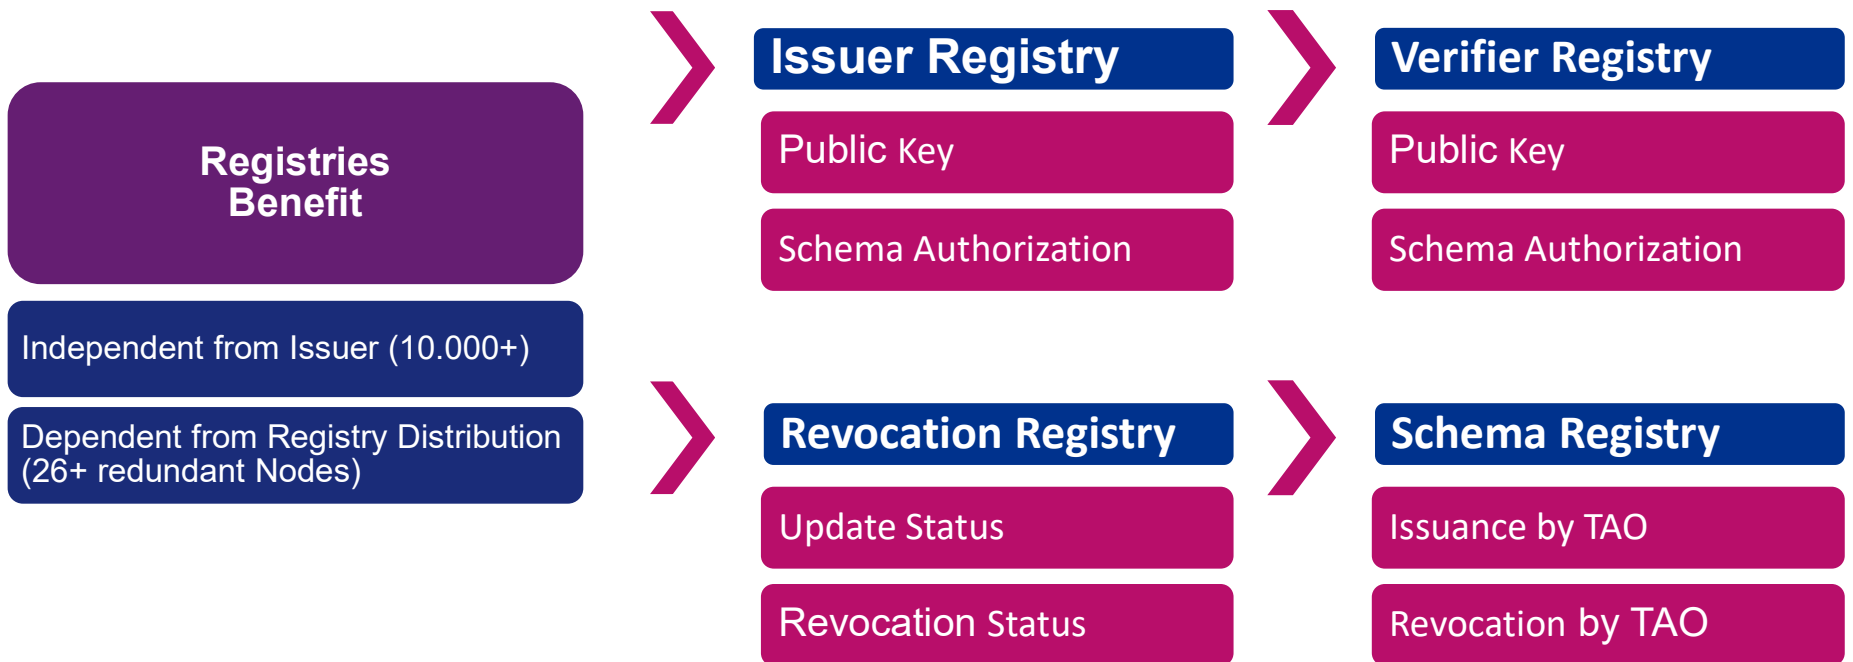 Registries
Benefit
Independent from Issuer (10.000+)
Dependent from Registry Distribution
(26+ redundant Nodes)
Issuer Registry
Public Key
Schema Authorization
Verifier Registry
Public Key
Schema Authorization
Revocation Registry
Update Status
Revocation Status
Schema Registry
Issuance by TAO
Revocation by TAO